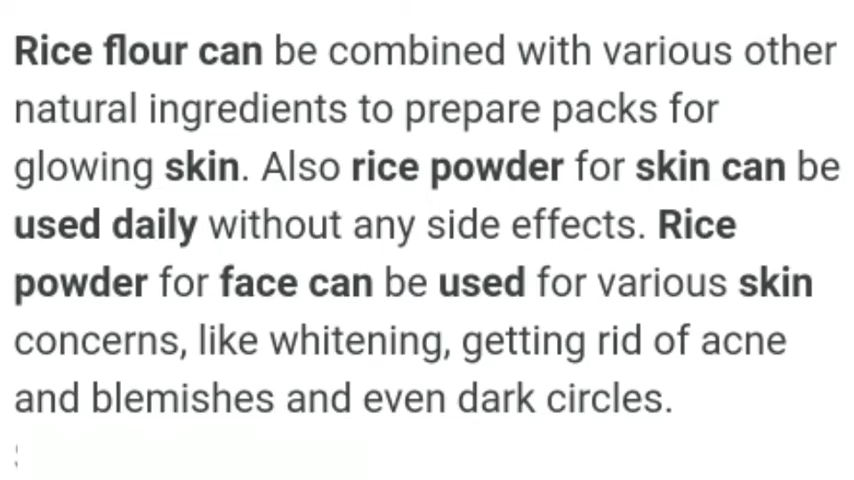 Rice flour can be combined with various other
natural ingredients to prepare packs for
glowing skin. Also rice powder for skin can be
used daily without any side effects. Rice
powder for face can be used for various skin
concerns, like whitening, getting rid of acne
and blemishes and even dark circles.